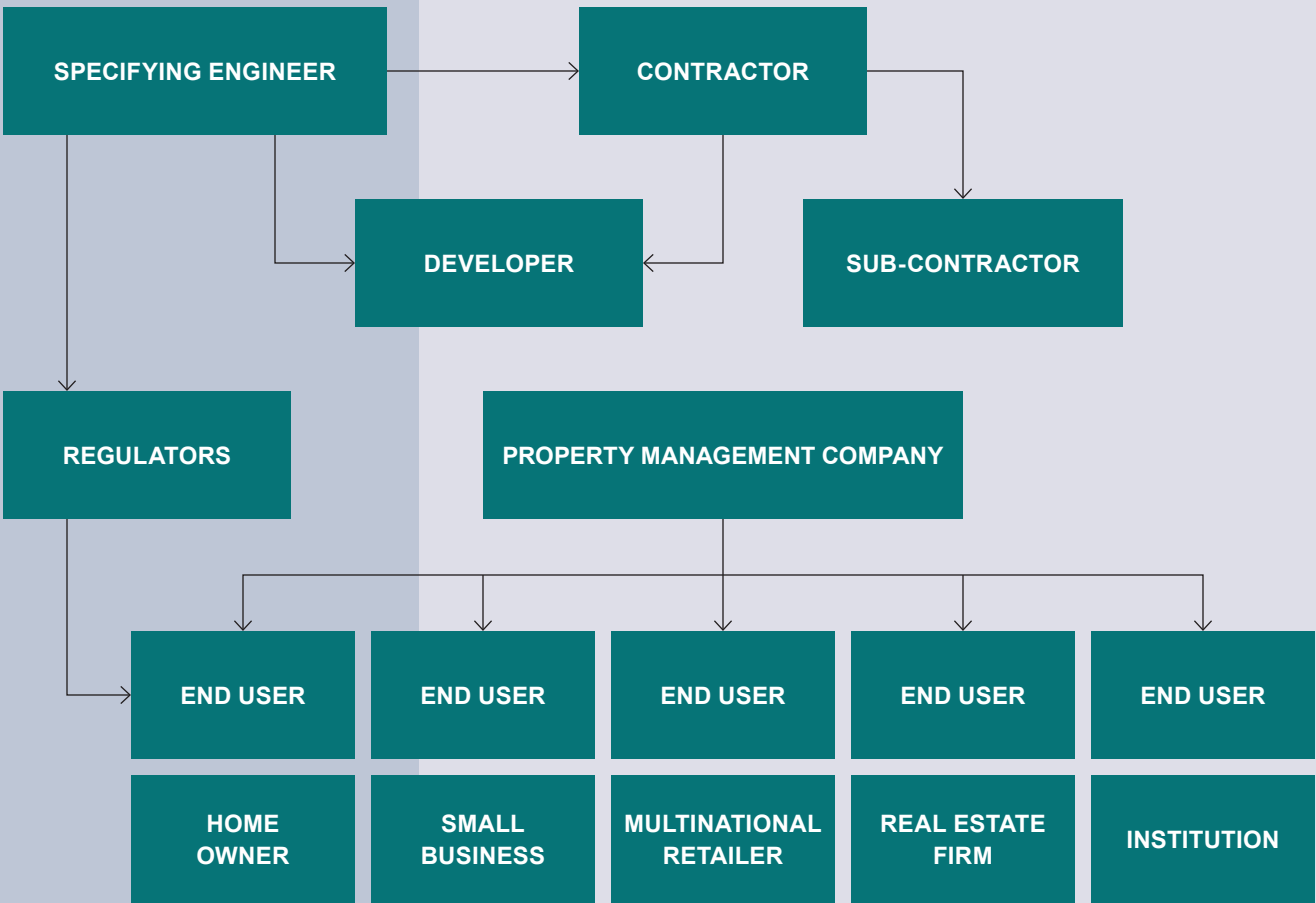 SPECIFYING ENGINEER
CONTRACTOR
DEVELOPER
SUB-CONTRACTOR
REGULATORS
PROPERTY MANAGEMENT COMPANY
END USER
END USER
END USER
END USER
END USER
HOME
OWNER
SMALL
BUSINESS
MULTINATIONAL
RETAILER
REAL ESTATE
FIRM
INSTITUTION